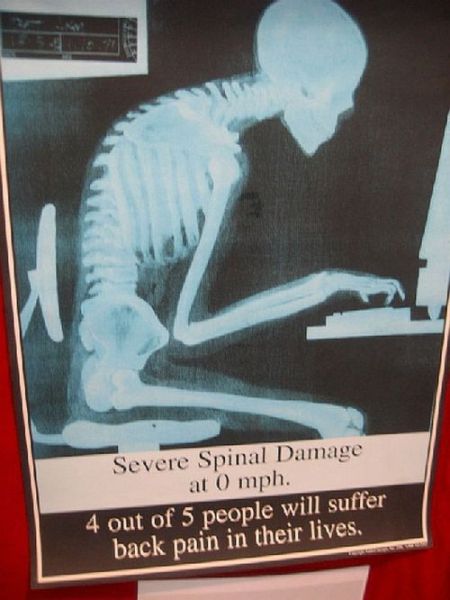 Severe Spinal Damage
at 0 mph.
4 out of 5 people will suffer
back pain in their lives.